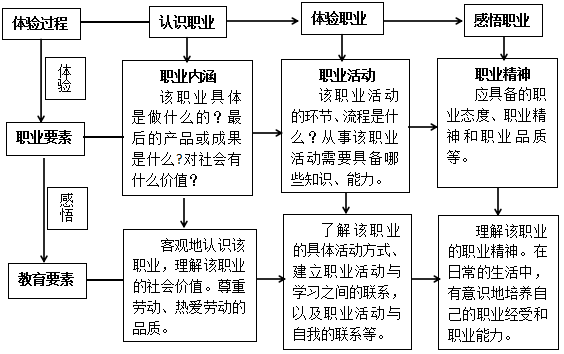 体验过程
认识职业
体验职业
感悟职业
体
验
职业内涵
该职业具体
是做什么的？最
后的产品或成果
是什么?对社会有
什么价值？
职业活动
该职业活动
的环节、流程是什
么？从事该职业
活动需要具备哪
些知识、能力。
职业精神
应具备的职
业态度、职业精
神和职业品质
等。
职业要素
感
悟
教育要素
客观地认识该
职业，理解该职业
的社会价值。尊重
劳动、热爱劳动的
品质。
了解该职业
的具体活动方式、
建立职业活动与
学习之间的联系，
以及职业活动与
自我的联系等。
理解该职业
的职业精神。在
日常的生活中，
有意识地培养自
己的职业经受和
职业能力。